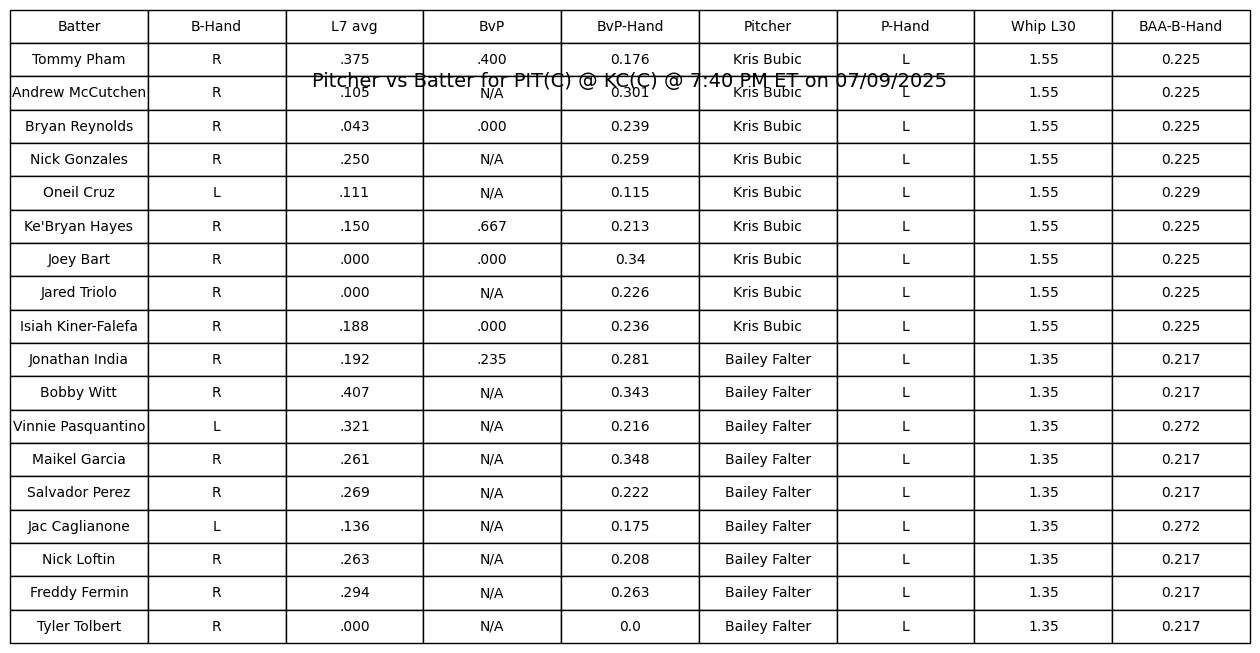 Batter B-Hand L7 avg BvP BvP-Hand Pitcher P-Hand Whip L30 BAA-B-Hand
Tommy Pham R .375 .400 0.176 Kris Bubic L 1.55 0.225
Pitcher vs Batter for PIT(C) @ KC(C) @ 7:40 PM ET on 07/09/2025
Andrew McCutchen R .105 N/A 0.301 Kris Bubic L 1.55 0.225
Bryan Reynolds R .043 .000 0.239 Kris Bubic L 1.55 0.225
Nick Gonzales R .250 N/A 0.259 Kris Bubic L 1.55 0.225
Oneil Cruz L .111 N/A 0.115 Kris Bubic L 1.55 0.229
Ke'Bryan Hayes R .150 .667 0.213 Kris Bubic L 1.55 0.225
Joey Bart R .000 .000 0.34 Kris Bubic L 1.55 0.225
Jared Triolo R .000 N/A 0.226 Kris Bubic L 1.55 0.225
Isiah Kiner-Falefa R .188 .000 0.236 Kris Bubic L 1.55 0.225
Jonathan India R .192 .235 0.281 Bailey Falter L 1.35 0.217
Bobby Witt R .407 N/A 0.343 Bailey Falter L 1.35 0.217
Vinnie Pasquantino L .321 N/A 0.216 Bailey Falter L 1.35 0.272
Maikel Garcia R .261 N/A 0.348 Bailey Falter L 1.35 0.217
Salvador Perez R .269 N/A 0.222 Bailey Falter L 1.35 0.217
Jac Caglianone L .136 N/A 0.175 Bailey Falter L 1.35 0.272
Nick Loftin R .263 N/A 0.208 Bailey Falter L 1.35 0.217
Freddy Fermin R .294 N/A 0.263 Bailey Falter L 1.35 0.217
Tyler Tolbert R .000 N/A 0.0 Bailey Falter L 1.35 0.217